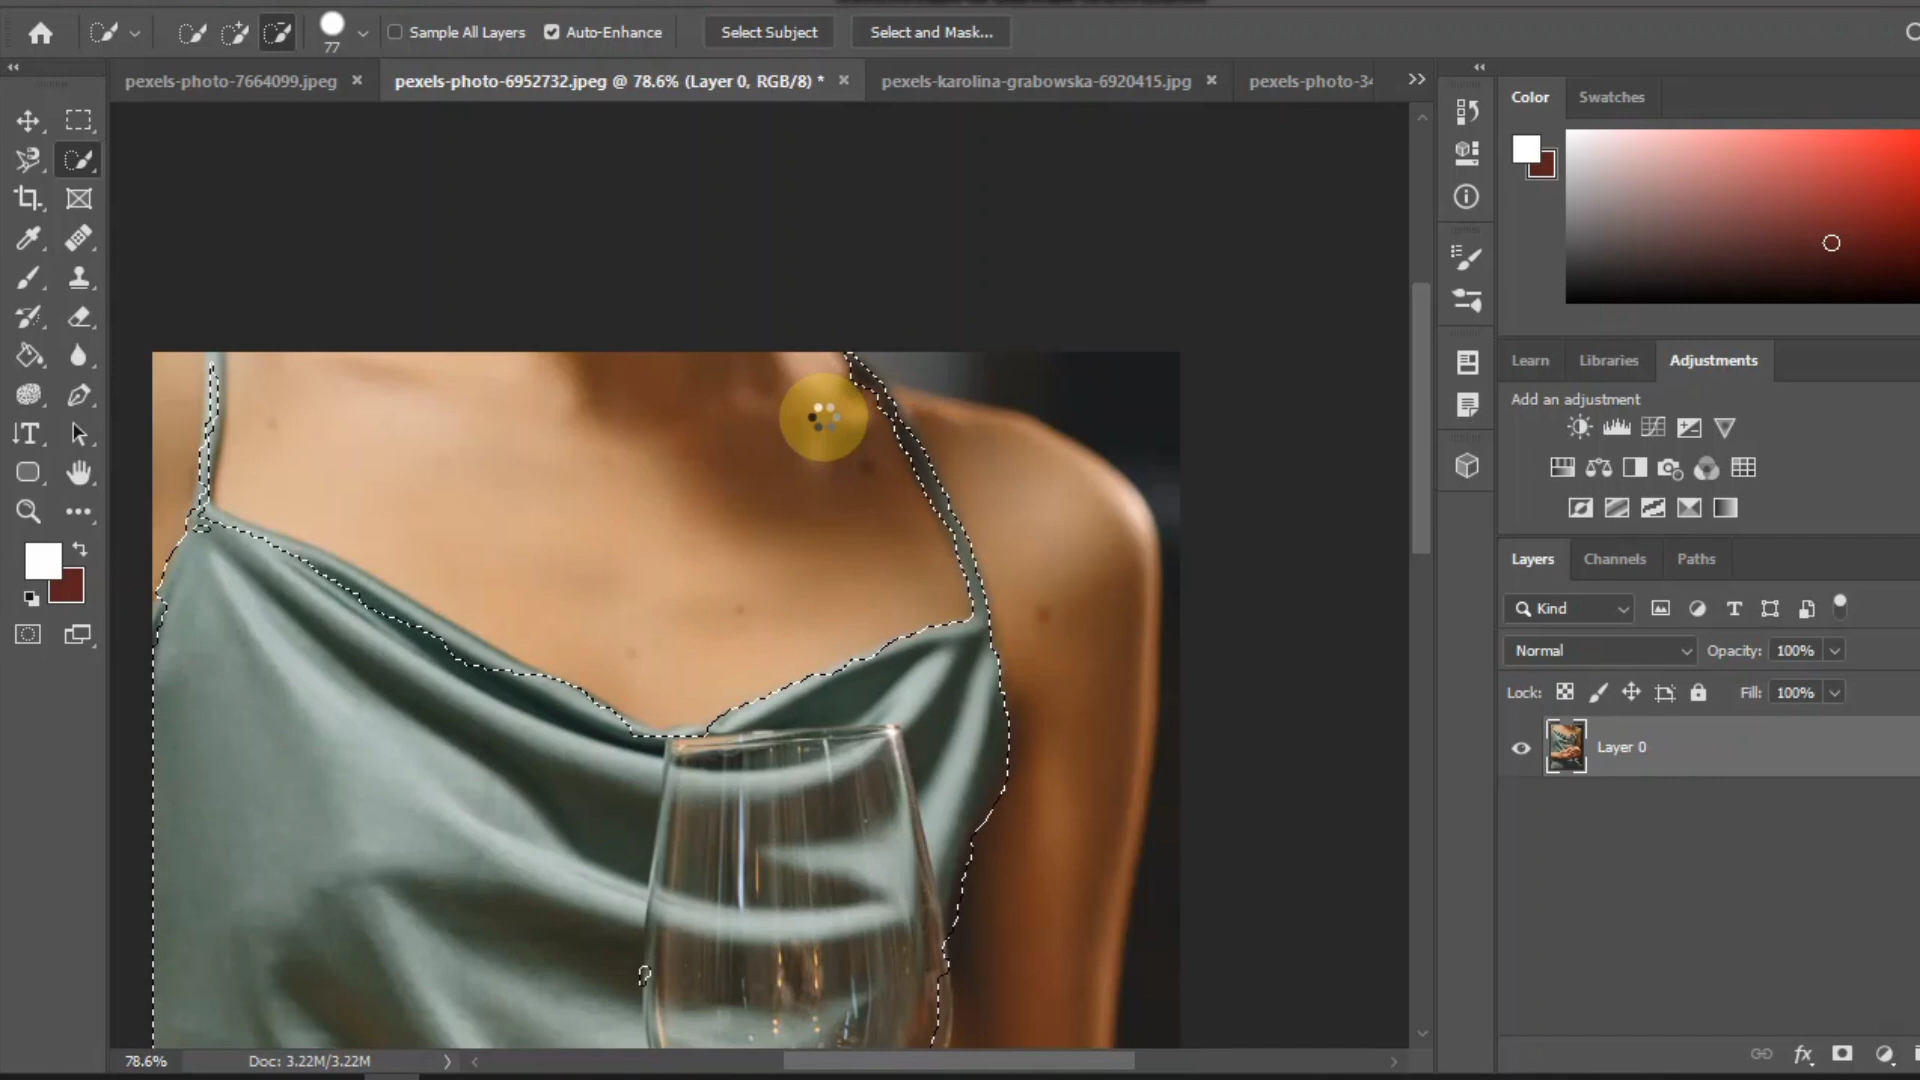 Sample All Layers
Auto-Enhance
Select Subject
Select and Mask...
77
pexels-photo-7664099.jpeg
pexels-photo-6952732.jpeg @ 78.6% (Layer 0, RGB/8) *
pexels-karolina-grabowska-6920415.jpg
pexels-photo-34
Color
Swatches
Learn
Libraries
Adjustments
Add an adjustment
Layers
Channels
Paths
Kind
Normal
Opacity: 100%
Lock:
Fill: 100%
Layer 0
fx
78.6%
Doc: 3.22M/3.22M